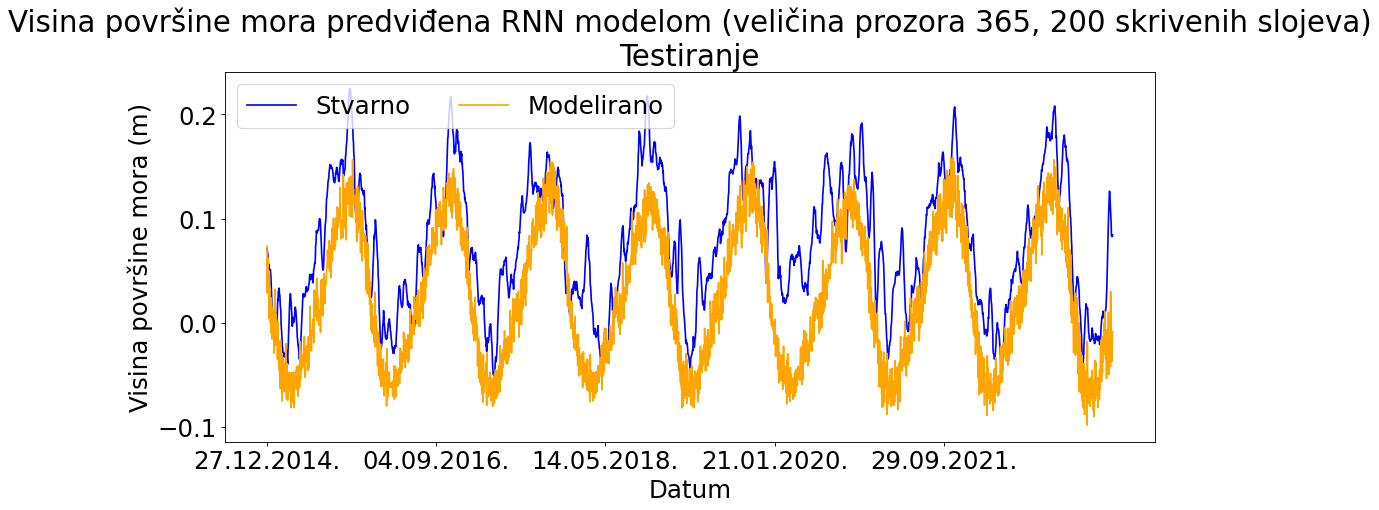 Visina površine mora predviđena RNN modelom (veličina prozora 365, 200 skrivenih slojeva)
Testiranje
Stvarno Modelirano
Visina površine mora (m)
0.2
0.1
0.0
−0.1
27.12.2014. 04.09.2016. 14.05.2018. 21.01.2020. 29.09.2021.
Datum